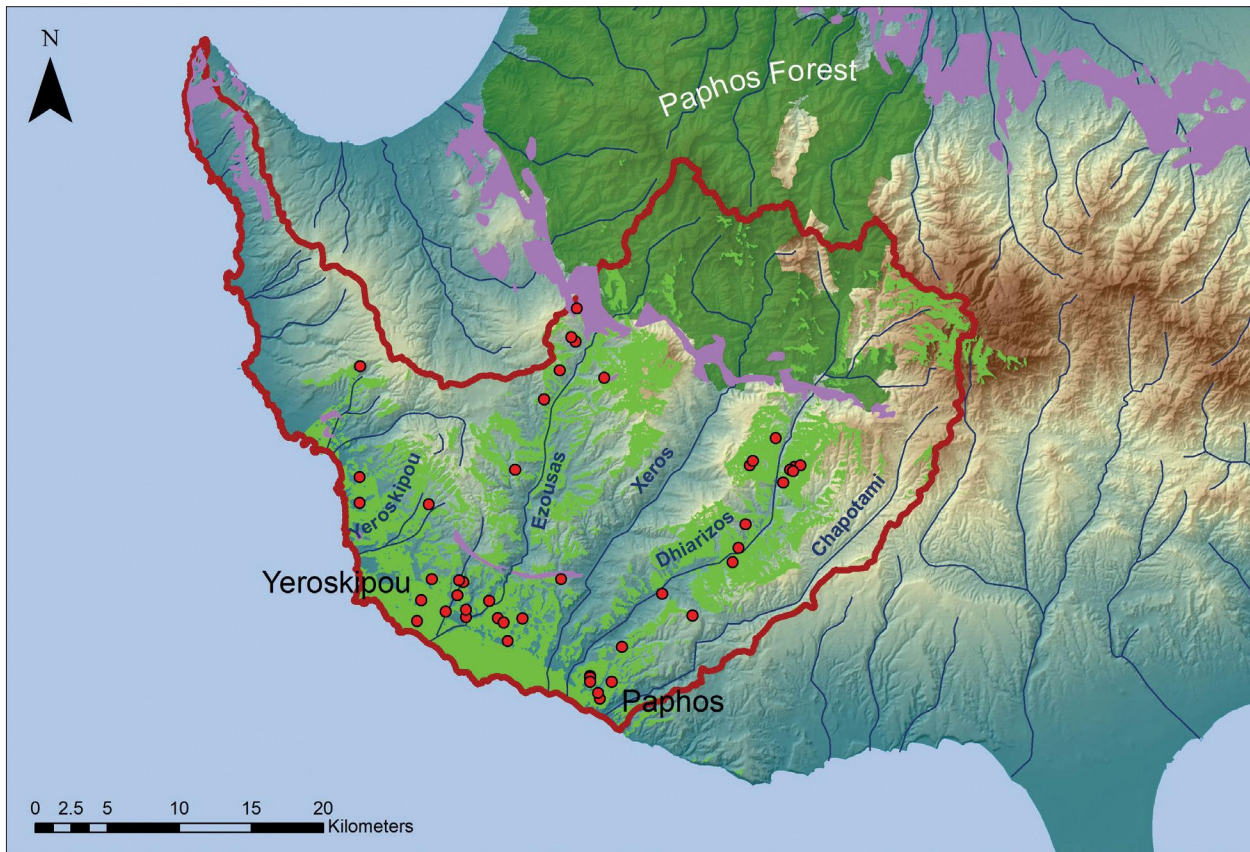 N
Paphos Forest
Yeroskipou
Ezousas
Xeros
Dhiarizos
Chapotami
Yeroskipou
Paphos
0 2.5 5 10 15 20
Kilometers